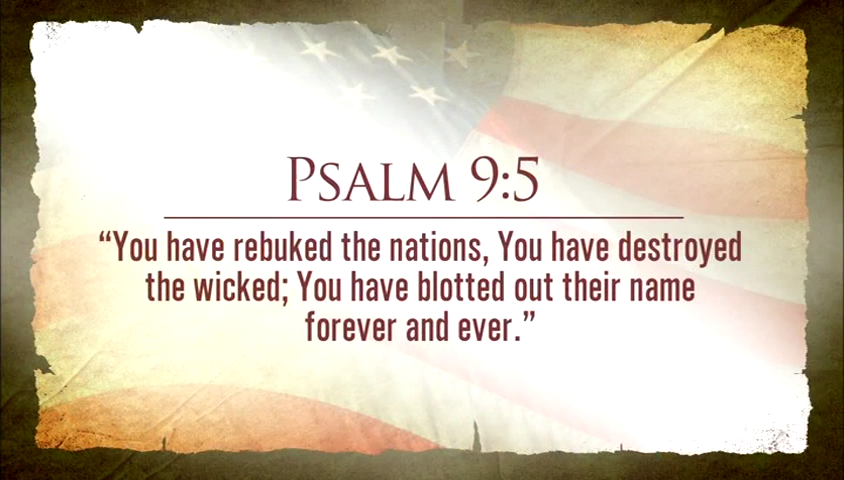 PSALM 9:5
“You have rebuked the nations, You have destroyed
the wicked; You have blotted out their name
forever and ever.”